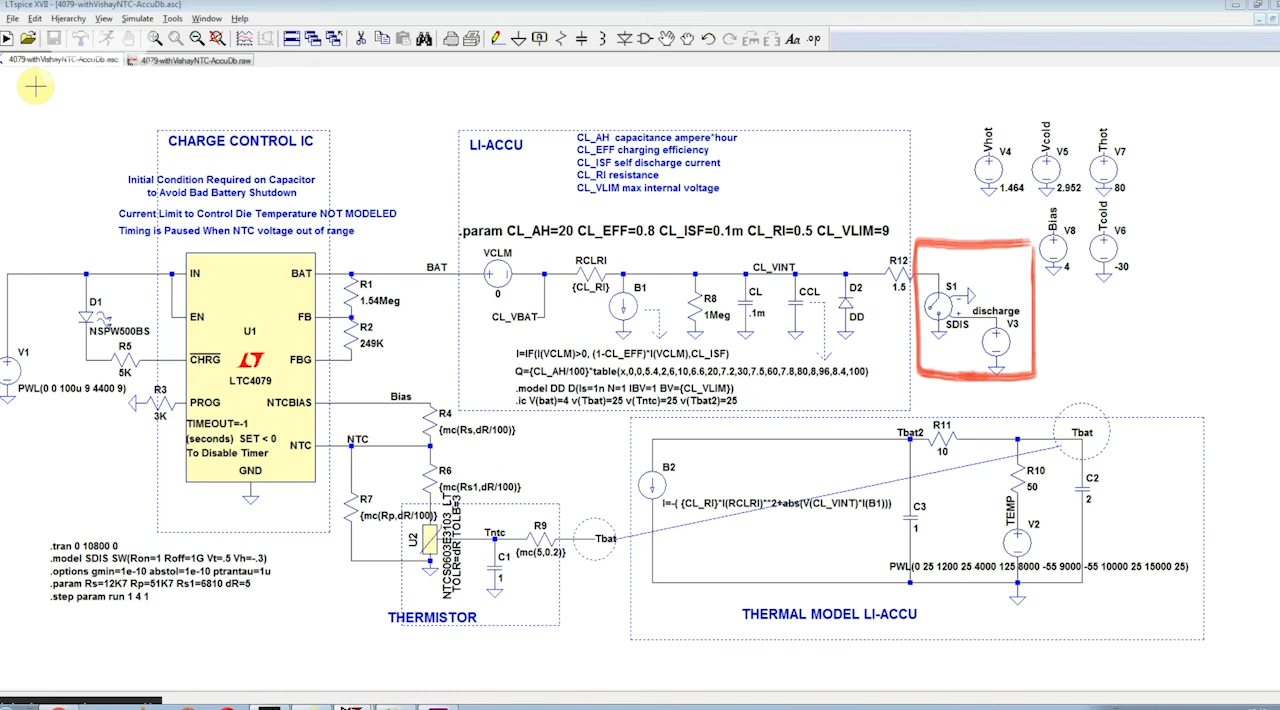 LTspice XVII - [4079-withVishayNTC-AccuDb.asc]
File Edit Hierarchy View Simulate Tools Window Help
4079-withVishayNTC-AccuDb.asc
4079-withVishayNTC-AccuDb.raw
CHARGE CONTROL IC
Initial Condition Required on Capacitor
to Avoid Bad Battery Shutdown
Current Limit to Control Die Temperature NOT MODELED
Timing is Paused When NTC voltage out of range
LI-ACCU
CL_AH capacitance ampere*hour
CL_EFF charging efficiency
CL_ISF self discharge current
CL_RI resistance
CL_VLIM max internal voltage
.param CL_AH=20 CL_EFF=0.8 CL_ISF=0.1m CL_RI=0.5 CL_VLIM=9
Vhot
V4
1.464
Vcold
V5
2.952
Thot
V7
80
Bias
V8
4
Tcold
V6
-30
V1
PWL(0 0 100u 9 4400 9)
D1
NSPW500BS
R5
5K
R3
3K
IN
EN
CHRG
PROG
U1
LTC4079
BAT
FB
FBG
NTCBIAS
NTC
TIMEOUT=-1
(seconds) SET < 0
To Disable Timer
GND
R1
1.54Meg
R2
249K
BAT
VCLM
0
CL_VBAT
RCLRI
{CL_RI}
B1
R8
1Meg
CL_VINT
CL
.1m
CCL
D2
DD
R12
1.5
S1
SDIS
discharge
V3
I=IF(I(VCLM)>0, (1-CL_EFF)*I(VCLM),CL_ISF)
Q={CL_AH/100}*table(x,0,0,5.4,2,6,10,6.6,20,7.2,30,7.5,60,7.8,80,8,96,8.4,100)
.model DD D(Is=1n N=1 IBV=1 BV={CL_VLIM})
.ic V(bat)=4 v(Tbat)=25 v(Tntc)=25 v(Tbat2)=25
Bias
R4
{mc(Rs,dR/100)}
NTC
R6
{mc(Rs1,dR/100)}
R7
{mc(Rp,dR/100)}
U2
NTCS0603E3103_LT
TOLR=dR TOLB=3
Tntc
C1
1
R9
{mc(5,0.2)}
Tbat
THERMISTOR
B2
I=-( {CL_RI}*I(RCLRI)**2+abs(V(CL_VINT)*I(B1)))
Tbat2
R11
10
C3
1
R10
50
TEMP
V2
PWL(0 25 1200 25 4000 125 8000 -55 9000 -55 10000 25 15000 25)
Tbat
C2
2
THERMAL MODEL LI-ACCU
.tran 0 10800 0
.model SDIS SW(Ron=1 Roff=1G Vt=.5 Vh=-.3)
.options gmin=1e-10 abstol=1e-10 ptrantau=1u
.param Rs=12K7 Rp=51K7 Rs1=6810 dR=5
.step param run 1 4 1